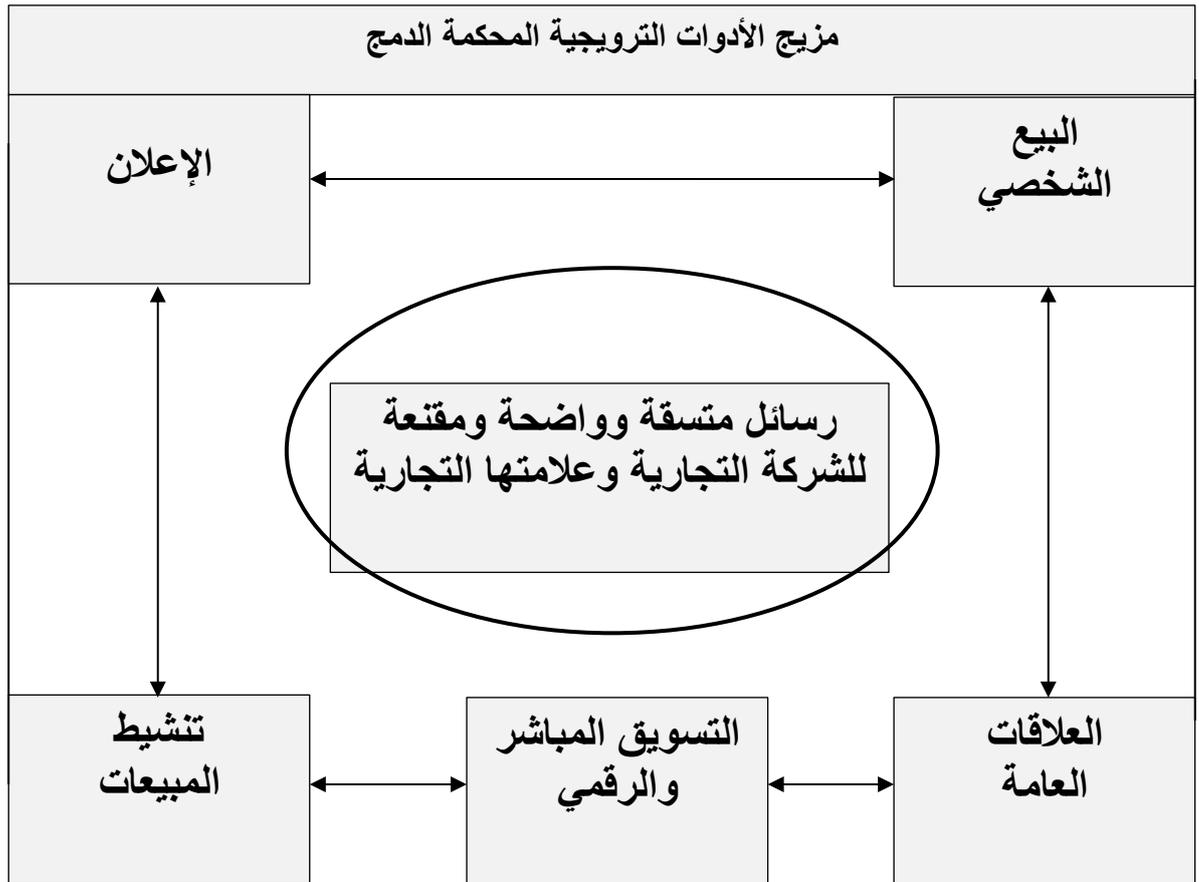 مزيج الأدوات الترويجية المحكمة الدمج
البيع
الشخصي
الإعلان
رسائل متسقة وواضحة ومقنعة
للشركة التجارية وعلامتها التجارية
العلاقات
العامة
التسويق المباشر
والرقمي
تنشيط
المبيعات